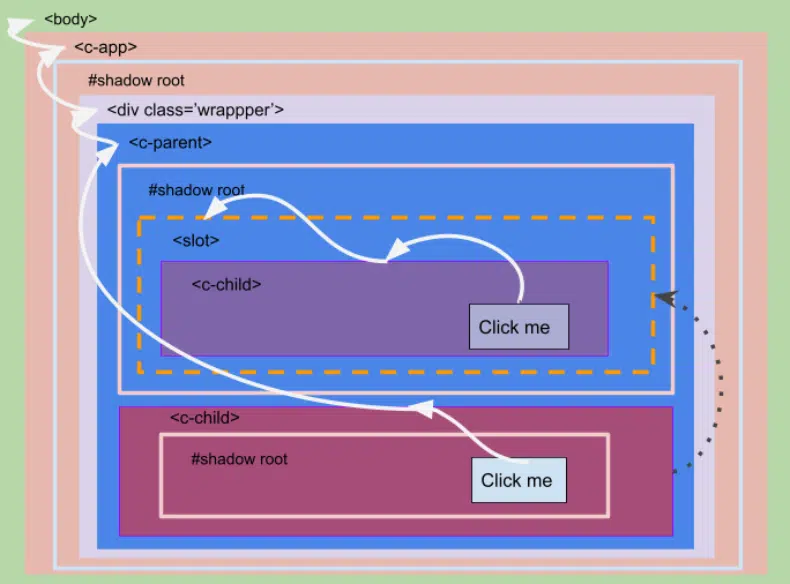 <body>
<c-app>
#shadow root
<div class='wrappper'>
<c-parent>
#shadow root
<slot>
<c-child>
Click me
<c-child>
#shadow root
Click me